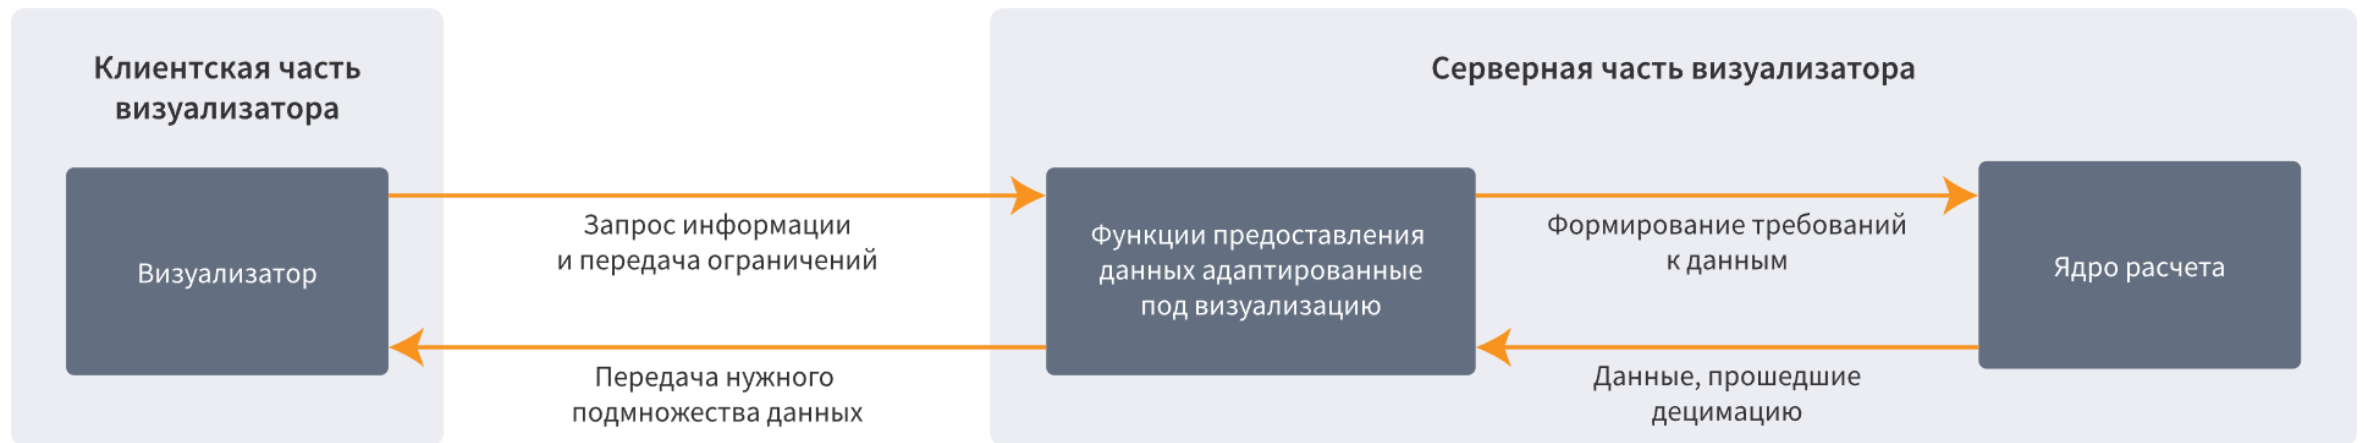 Клиентская часть
визуализатора
Серверная часть визуализатора
Визуализатор
Запрос информации
и передача ограничений
Функции предоставления
данных адаптированные
под визуализацию
Формирование требований
к данным
Ядро расчета
Передача нужного
подмножества данных
Данные, прошедшие
децимацию